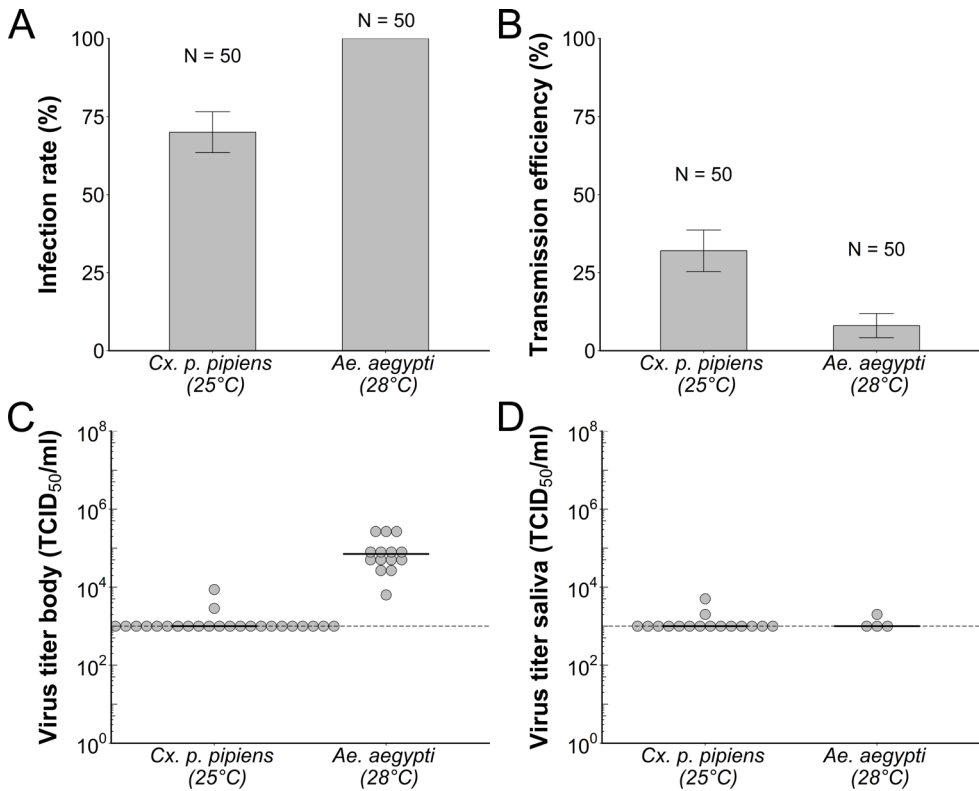 A
Infection rate (%)
100
75
50
25
0
N = 50
N = 50
Cx. p. pipiens
(25°C)
Ae. aegypti
(28°C)
B
Transmission efficiency (%)
100
75
50
25
0
N = 50
N = 50
Cx. p. pipiens
(25°C)
Ae. aegypti
(28°C)
C
Virus titer body (TCID₅₀/ml)
10⁸
10⁶
10⁴
10²
10⁰
Cx. p. pipiens
(25°C)
Ae. aegypti
(28°C)
D
Virus titer saliva (TCID₅₀/ml)
10⁸
10⁶
10⁴
10²
10⁰
Cx. p. pipiens
(25°C)
Ae. aegypti
(28°C)